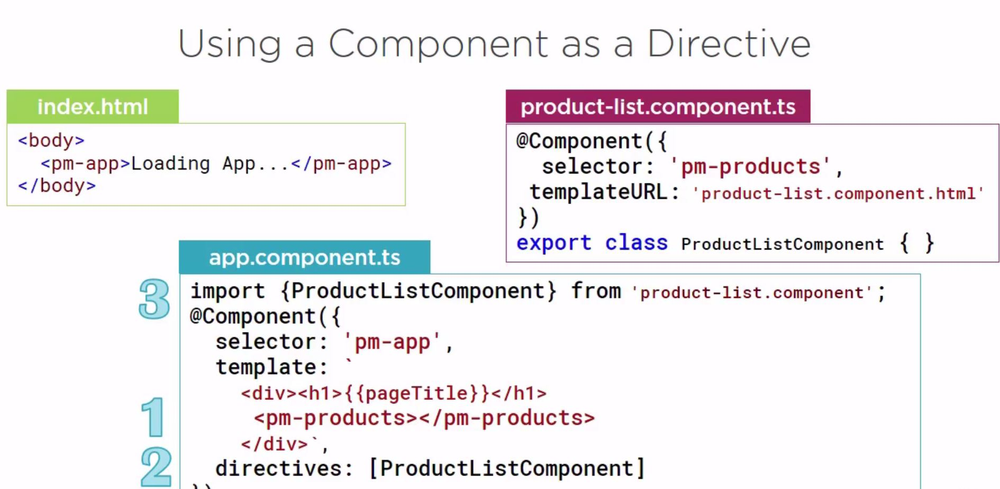 Using a Component as a Directive
index.html
<body>
<pm-app>Loading App...</pm-app>
</body>
product-list.component.ts
@Component({
selector: 'pm-products',
templateURL: 'product-list.component.html'
})
export class ProductListComponent { }
app.component.ts
3
import {ProductListComponent} from 'product-list.component';
@Component({
selector: 'pm-app',
template: `
<div><h1>{{pageTitle}}</h1>
1
<pm-products></pm-products>
</div>`,
2
directives: [ProductListComponent]
})